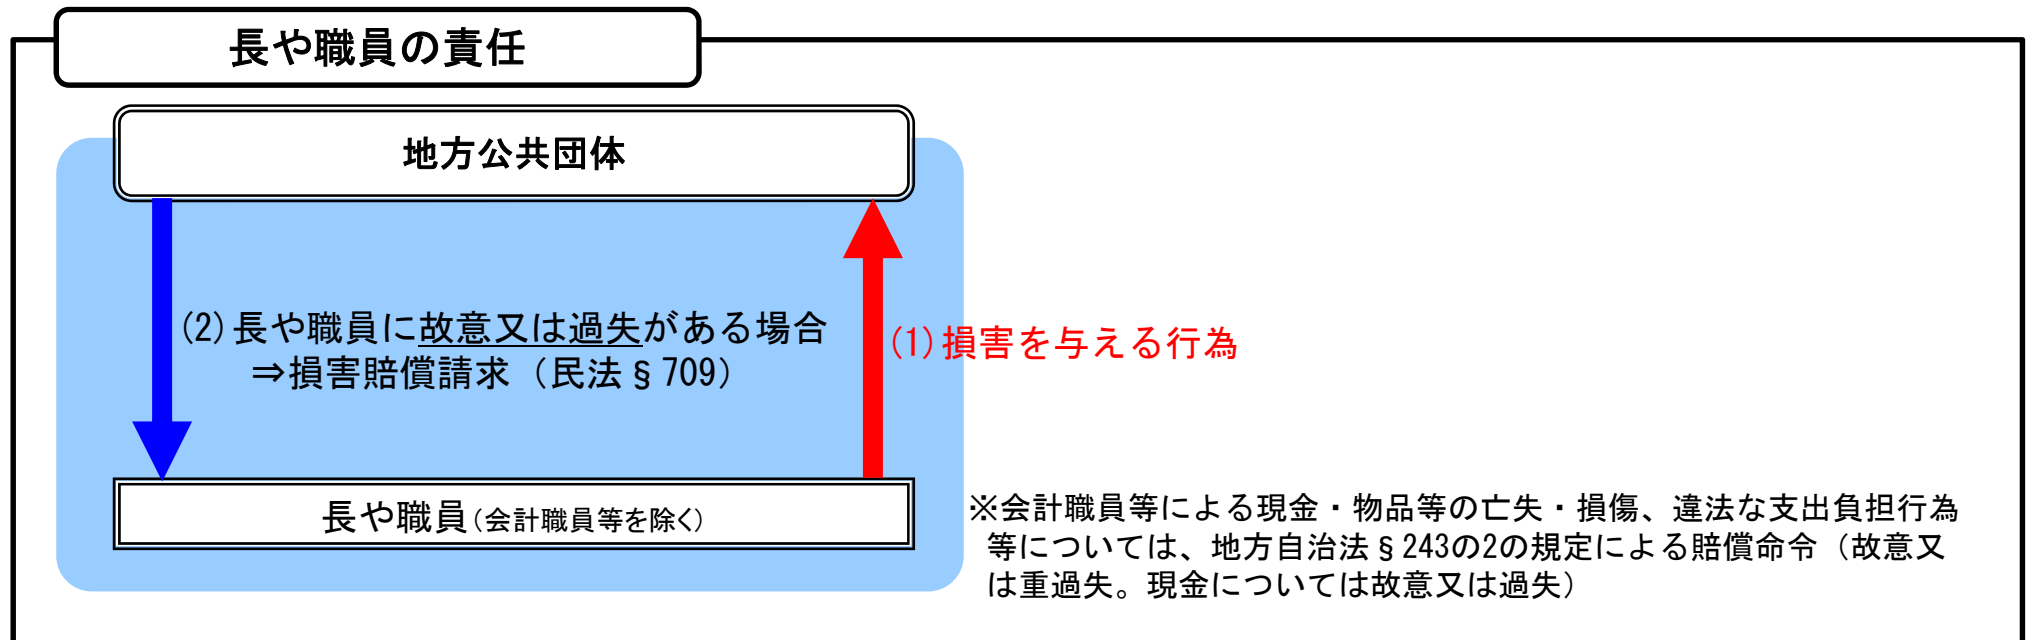 長や職員の責任
地方公共団体
(2)長や職員に故意又は過失がある場合
⇒損害賠償請求（民法§709）
(1)損害を与える行為
長や職員(会計職員等を除く)
※会計職員等による現金・物品等の亡失・損傷、違法な支出負担行為
等については、地方自治法§243の2の規定による賠償命令（故意又
は重過失。現金については故意又は過失）